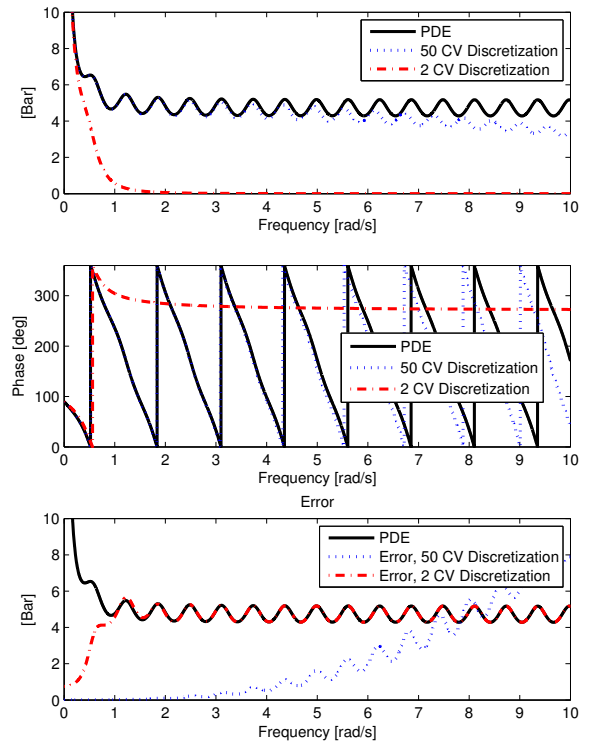 10
8
6
4
2
0
[Bar]
PDE
50 CV Discretization
2 CV Discretization
0 1 2 3 4 5 6 7 8 9 10
Frequency [rad/s]
300
200
100
0
Phase [deg]
PDE
50 CV Discretization
2 CV Discretization
0 1 2 3 4 5 6 7 8 9 10
Frequency [rad/s]
Error
10
8
6
4
2
0
[Bar]
PDE
Error, 50 CV Discretization
Error, 2 CV Discretization
0 1 2 3 4 5 6 7 8 9 10
Frequency [rad/s]